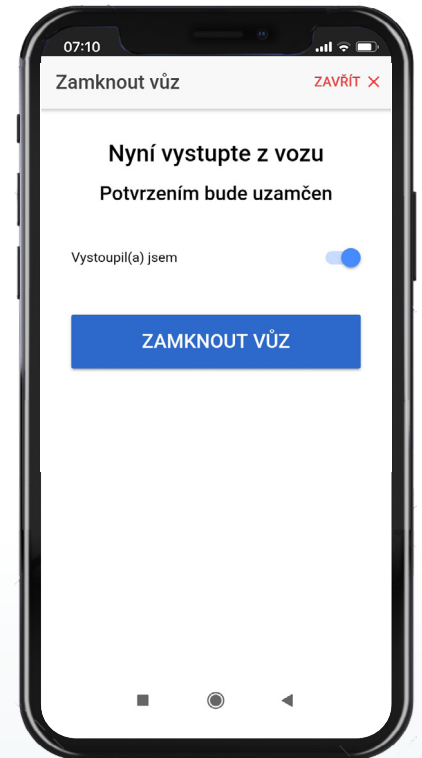 07:10
Zamknout vůz
ZAVŘÍT
Nyní vystupte z vozu
Potvrzením bude uzamčen
Vystoupil(a) jsem
ZAMKNOUT VŮZ